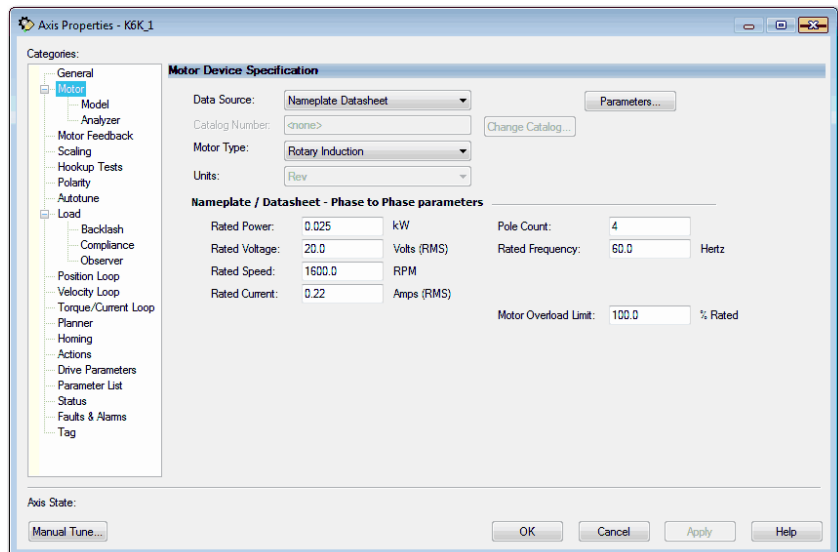 Axis Properties - K6K_1
Categories:
General
Motor
Model
Analyzer
Motor Feedback
Scaling
Hookup Tests
Polarity
Autotune
Load
Backlash
Compliance
Observer
Position Loop
Velocity Loop
Torque/Current Loop
Planner
Homing
Actions
Drive Parameters
Parameter List
Status
Faults & Alarms
Tag
Motor Device Specification
Data Source: Nameplate Datasheet Parameters...
Catalog Number: <none> Change Catalog...
Motor Type: Rotary Induction
Units: Rev
Nameplate / Datasheet - Phase to Phase parameters
Rated Power: 0.025 kW Pole Count: 4
Rated Voltage: 20.0 Volts (RMS) Rated Frequency: 60.0 Hertz
Rated Speed: 1600.0 RPM
Rated Current: 0.22 Amps (RMS)
Motor Overload Limit: 100.0 % Rated
Axis State:
Manual Tune... OK Cancel Apply Help